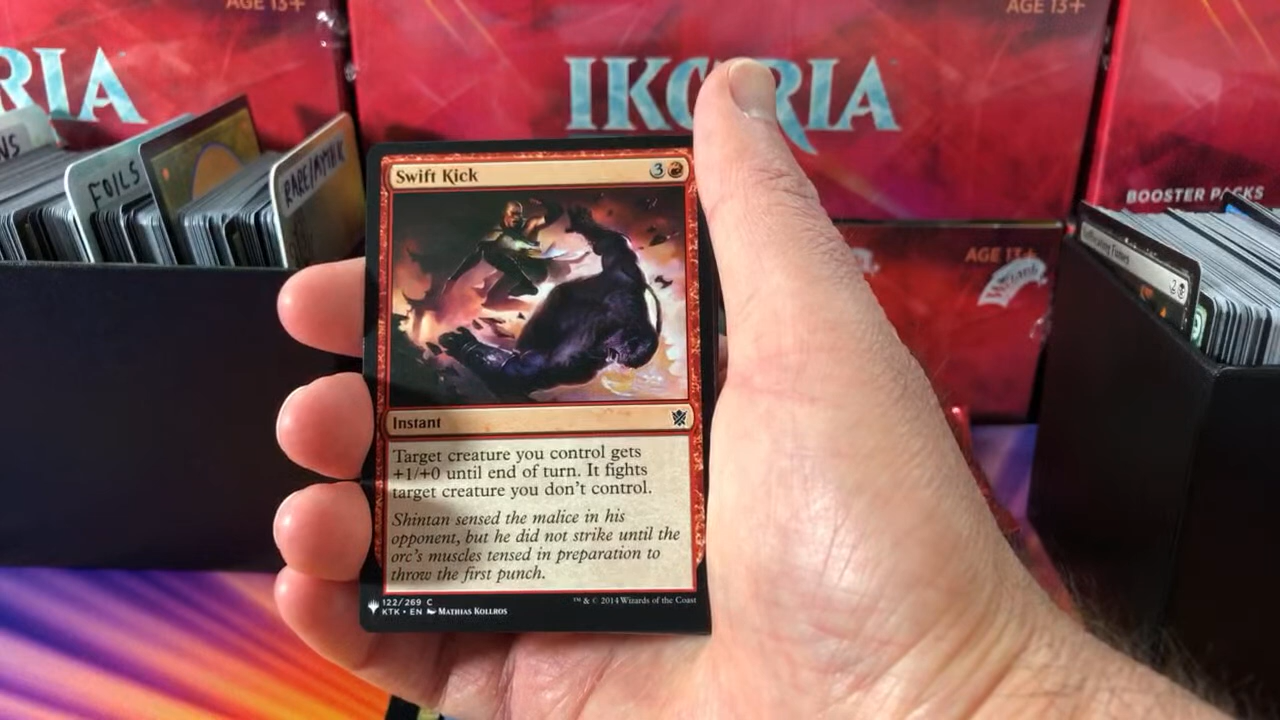 AGE 13+
AGE 13+
RIA
IKORIA
BOOSTER PACKS
NS
FOILS
RARE/MYTHIC
AGE 13+
Wizards
2
Swift Kick
3
Instant
Target creature you control gets
+1/+0 until end of turn. It fights
target creature you don't control.
Shintan sensed the malice in his
opponent, but he did not strike until the
orc's muscles tensed in preparation to
throw the first punch.
122/269 C
KTK • EN MATHIAS KOLLROS
™ & © 2014 Wizards of the Coast